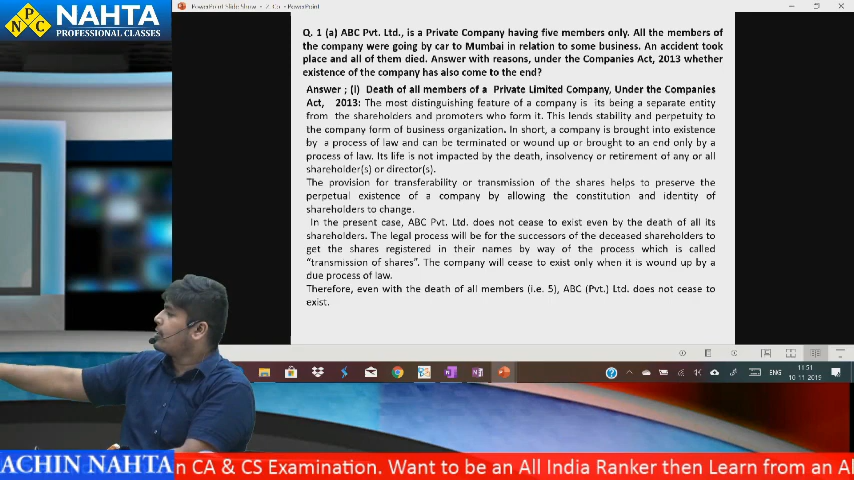 NPC NAHTA
PROFESSIONAL CLASSES
PowerPoint Slide Show - 2. Co. - PowerPoint
Q. 1 (a) ABC Pvt. Ltd., is a Private Company having five members only. All the members of
the company were going by car to Mumbai in relation to some business. An accident took
place and all of them died. Answer with reasons, under the Companies Act, 2013 whether
existence of the company has also come to the end?
Answer ; (i) Death of all members of a Private Limited Company, Under the Companies
Act, 2013: The most distinguishing feature of a company is its being a separate entity
from the shareholders and promoters who form it. This lends stability and perpetuity to
the company form of business organization. In short, a company is brought into existence
by a process of law and can be terminated or wound up or brought to an end only by a
process of law. Its life is not impacted by the death, insolvency or retirement of any or all
shareholder(s) or director(s).
The provision for transferability or transmission of the shares helps to preserve the
perpetual existence of a company by allowing the constitution and identity of
shareholders to change.
In the present case, ABC Pvt. Ltd. does not cease to exist even by the death of all its
shareholders. The legal process will be for the successors of the deceased shareholders to
get the shares registered in their names by way of the process which is called
“transmission of shares”. The company will cease to exist only when it is wound up by a
due process of law.
Therefore, even with the death of all members (i.e. 5), ABC (Pvt.) Ltd. does not cease to
exist.
ENG
11:51
10-11-2019
ACHIN NAHTA n CA & CS Examination. Want to be an All India Ranker then Learn from an Al